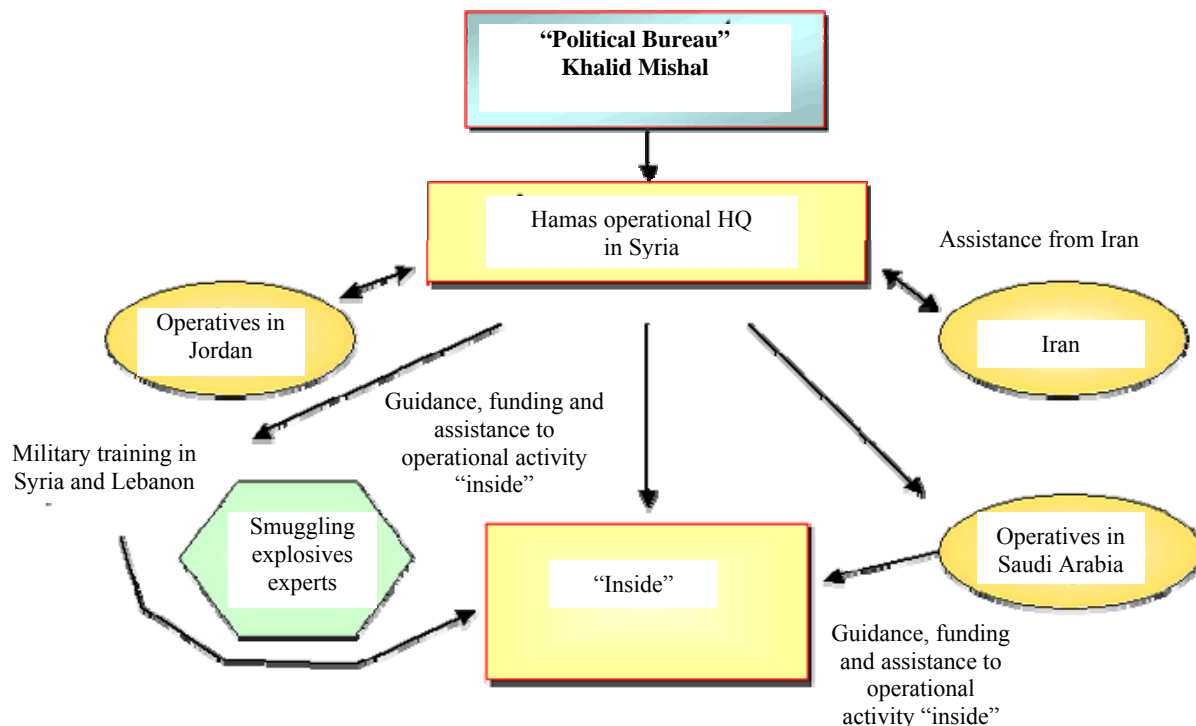 “Political Bureau”
Khalid Mishal
Hamas operational HQ
in Syria
Assistance from Iran
Operatives in
Jordan
Iran
Guidance, funding and
assistance to
operational activity
“inside”
Military training in
Syria and Lebanon
Smuggling
explosives
experts
“Inside”
Operatives in
Saudi Arabia
Guidance, funding
and assistance to
operational
activity “inside”